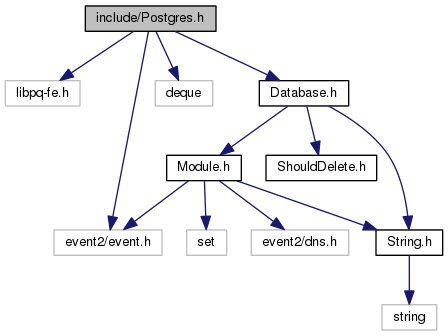 include/Postgres.h
libpq-fe.h
deque
Database.h
Module.h
ShouldDelete.h
event2/event.h
set
event2/dns.h
String.h
string